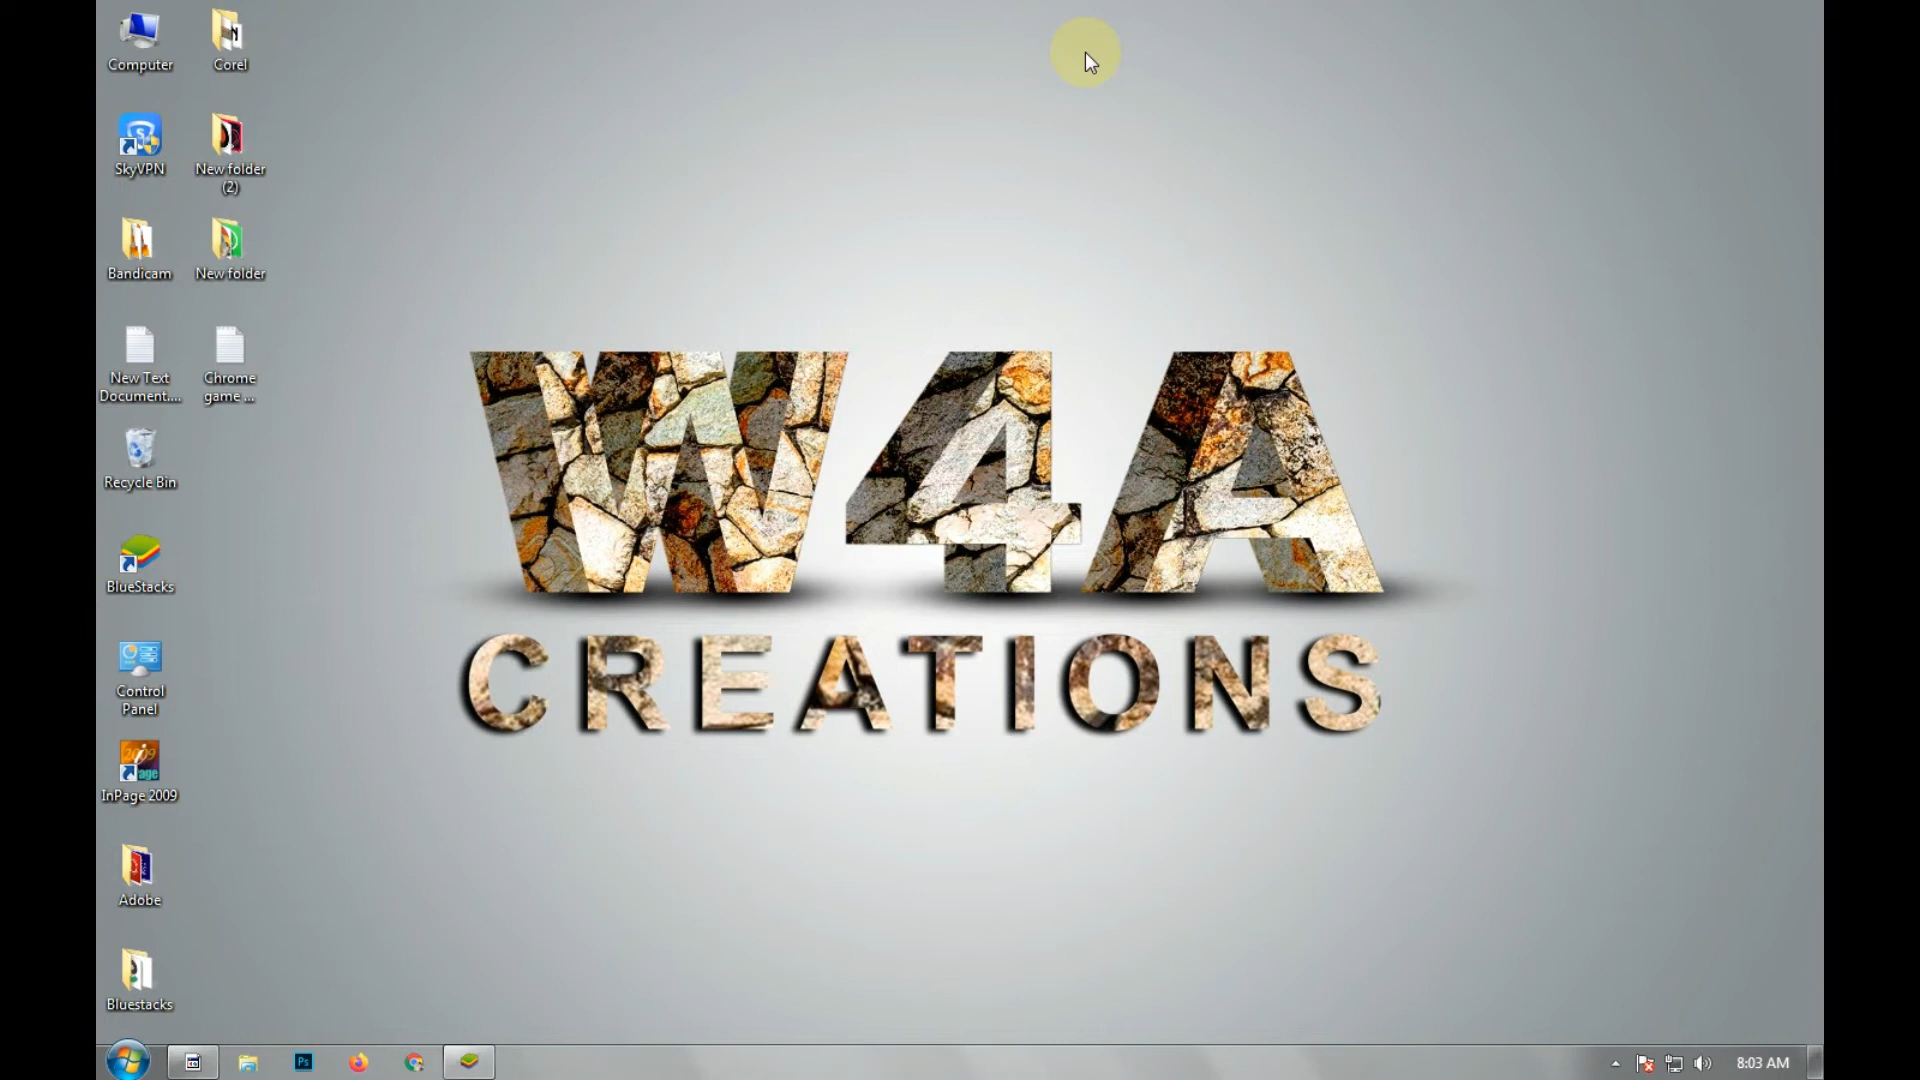 Computer
Corel
SkyVPN
New folder
(2)
Bandicam
New folder
New Text
Document....
Chrome
game ...
Recycle Bin
BlueStacks
Control
Panel
InPage 2009
Adobe
Bluestacks
W4A
CREATIONS
Ps
8:03 AM